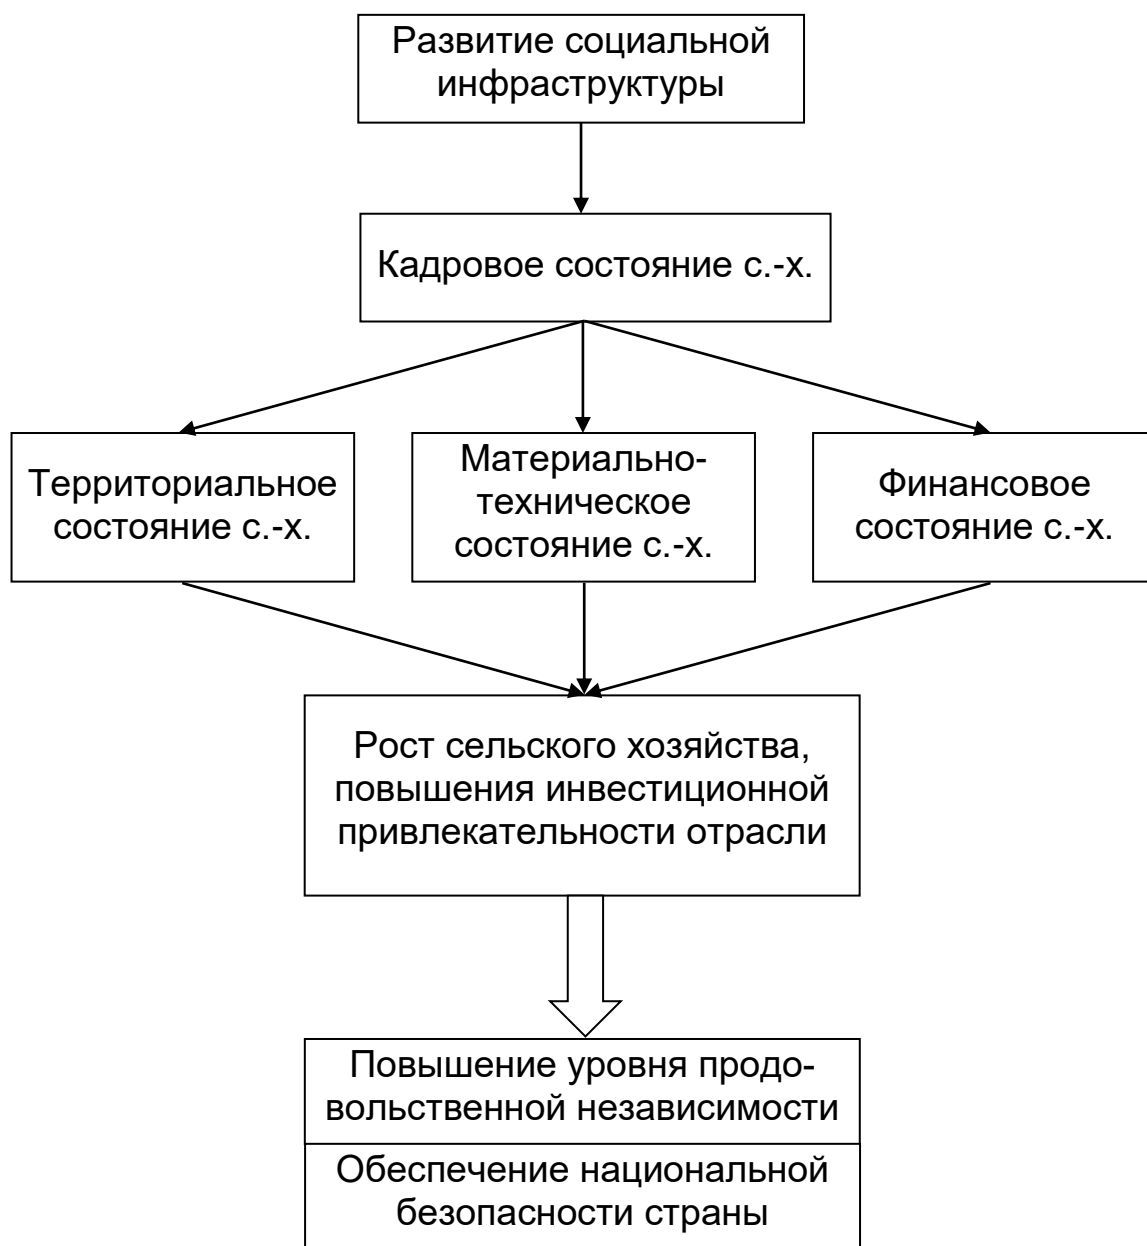 Развитие социальной
инфраструктуры
Кадровое состояние с.-х.
Территориальное
состояние с.-х.
Материально-
техническое
состояние с.-х.
Финансовое
состояние с.-х.
Рост сельского хозяйства,
повышения инвестиционной
привлекательности отрасли
Повышение уровня продо-
вольственной независимости
Обеспечение национальной
безопасности страны